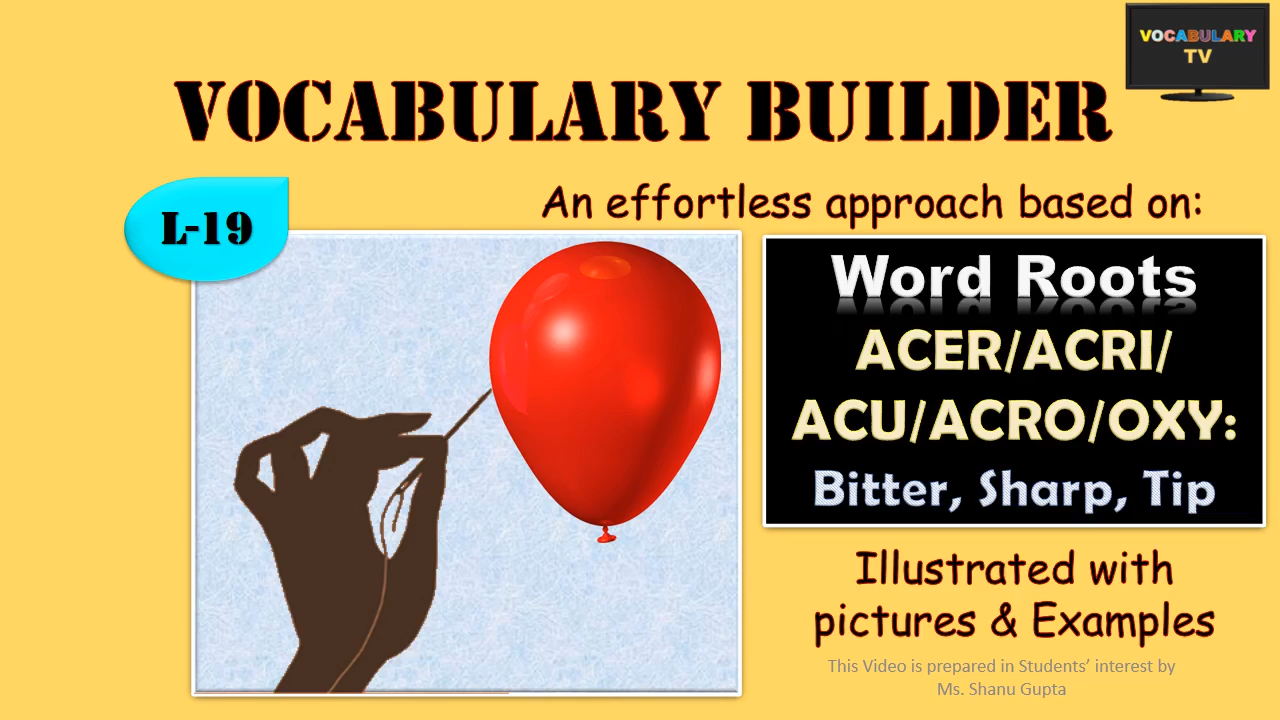 VOCABULARY
TV
VOCABULARY BUILDER
L-19
An effortless approach based on:
Word Roots
ACER/ACRI/
ACU/ACRO/OXY:
Bitter, Sharp, Tip
Illustrated with
pictures & Examples
This Video is prepared in Students’ interest by
Ms. Shanu Gupta